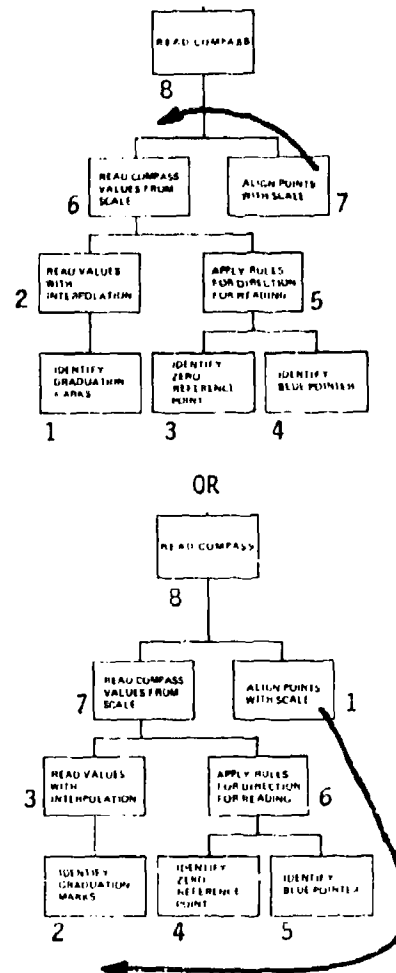 READ COMPASS
8
READ COMPASS
VALUES FROM
SCALE
6
ALIGN POINTS
WITH SCALE
7
READ VALUES
WITH
INTERPOLATION
2
APPLY RULES
FOR DIRECTION
FOR READING
5
IDENTIFY
GRADUATION
MARKS
1
IDENTIFY
ZERO
REFERENCE
POINT
3
IDENTIFY
BLUE POINTER
4
OR
READ COMPASS
8
READ COMPASS
VALUES FROM
SCALE
7
ALIGN POINTS
WITH SCALE
1
READ VALUES
WITH
INTERPOLATION
3
APPLY RULES
FOR DIRECTION
FOR READING
6
IDENTIFY
GRADUATION
MARKS
2
IDENTIFY
ZERO
REFERENCE
POINT
4
IDENTIFY
BLUE POINTER
5